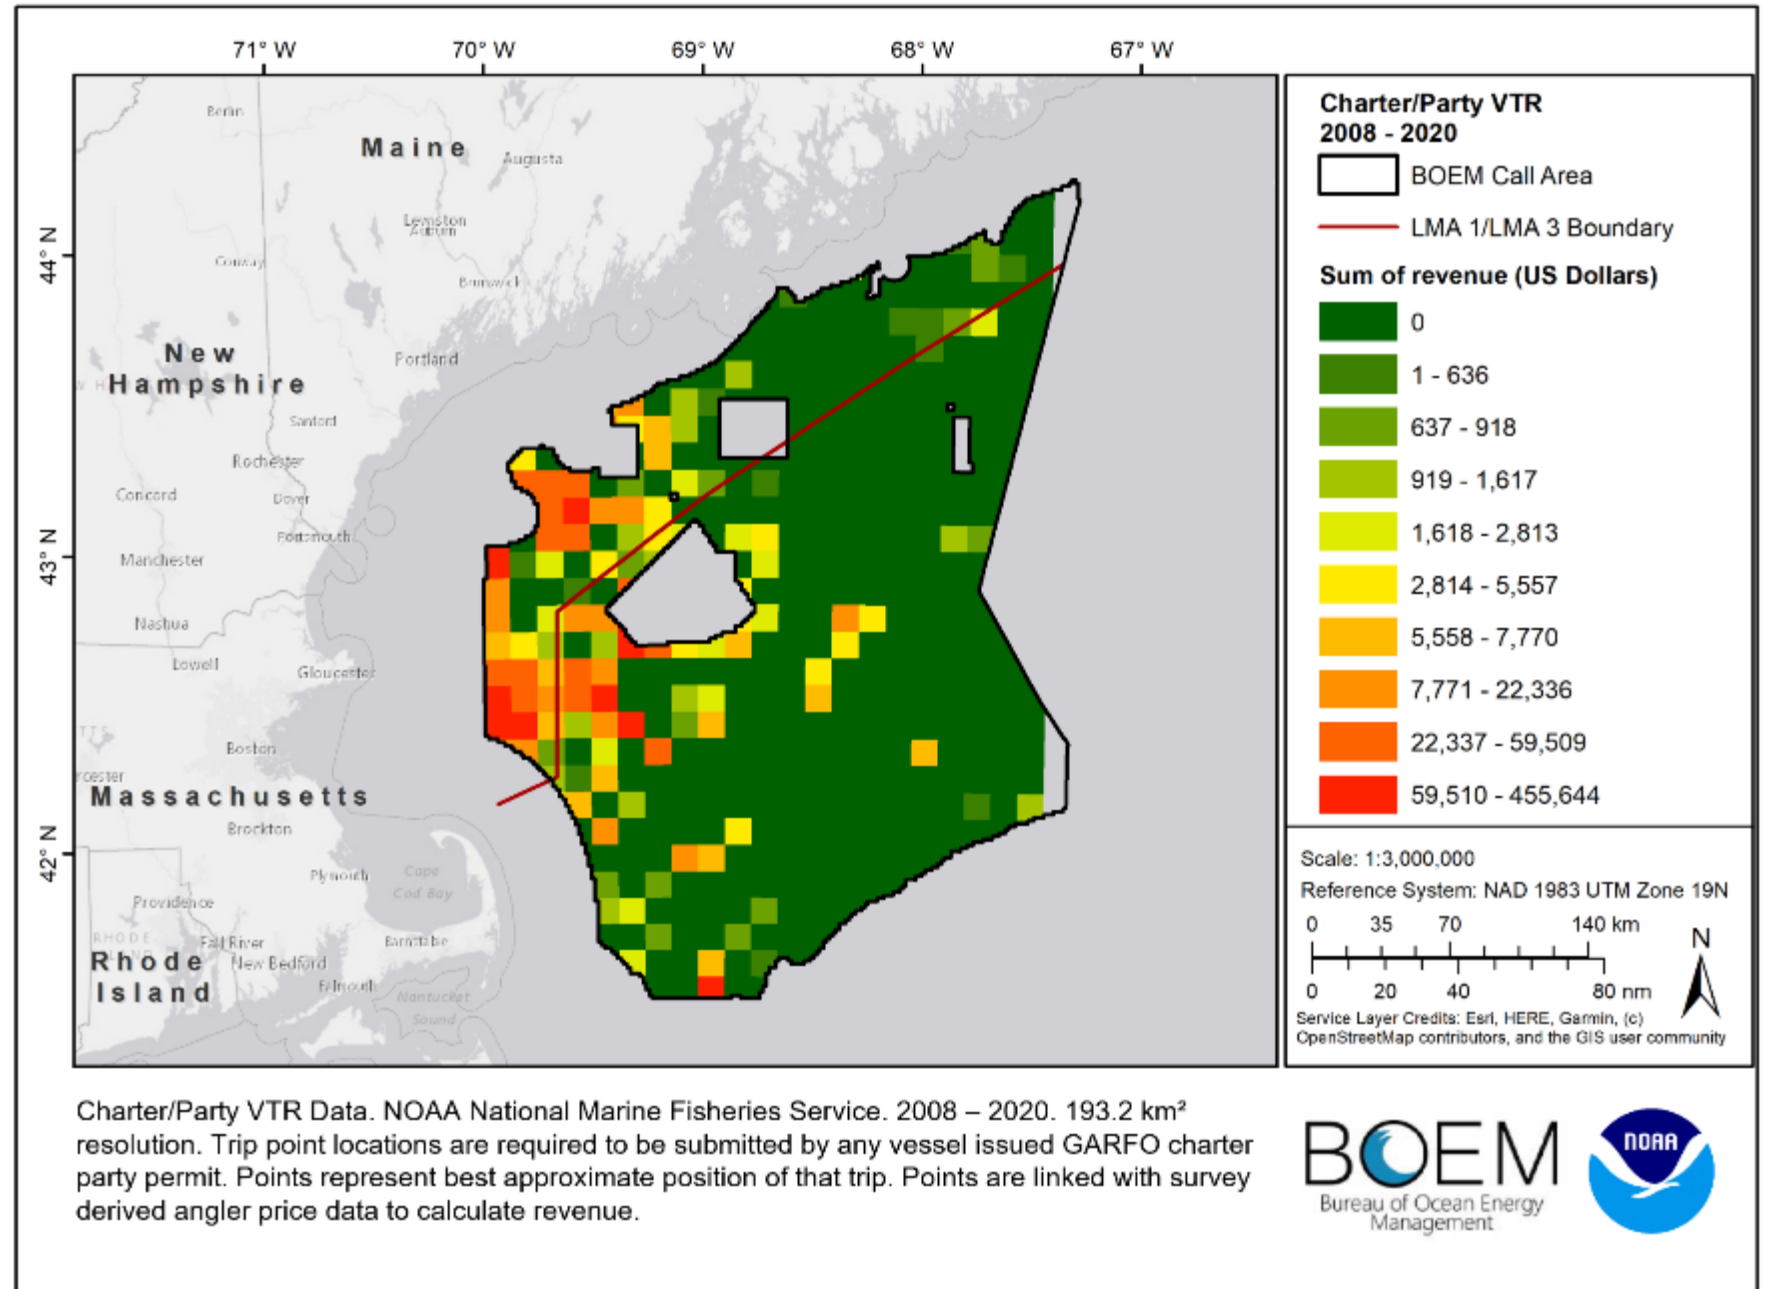 71° W
70° W
69° W
68° W
67° W
44° N
43° N
42° N
Berlin
Maine
Augusta
Lewiston
Auburn
Conway
Brunswick
New
Hampshire
Portland
Sanford
Rochester
Concord
Dover
Portsmouth
Manchester
Nashua
Lowell
Gloucester
Boston
Massachusetts
Brockton
Plymouth
Cape
Cod Bay
Providence
Fall River
Barnstable
Rhode
Island
New Bedford
Falmouth
Nantucket
Sound
Charter/Party VTR
2008 - 2020
BOEM Call Area
LMA 1/LMA 3 Boundary
Sum of revenue (US Dollars)
0
1 - 636
637 - 918
919 - 1,617
1,618 - 2,813
2,814 - 5,557
5,558 - 7,770
7,771 - 22,336
22,337 - 59,509
59,510 - 455,644
Scale: 1:3,000,000
Reference System: NAD 1983 UTM Zone 19N
0 35 70 140 km
N
0 20 40 80 nm
Service Layer Credits: Esri, HERE, Garmin, (c)
OpenStreetMap contributors, and the GIS user community
Charter/Party VTR Data. NOAA National Marine Fisheries Service. 2008 – 2020. 193.2 km²
resolution. Trip point locations are required to be submitted by any vessel issued GARFO charter
party permit. Points represent best approximate position of that trip. Points are linked with survey
derived angler price data to calculate revenue.
BOEM
Bureau of Ocean Energy
Management
NOAA